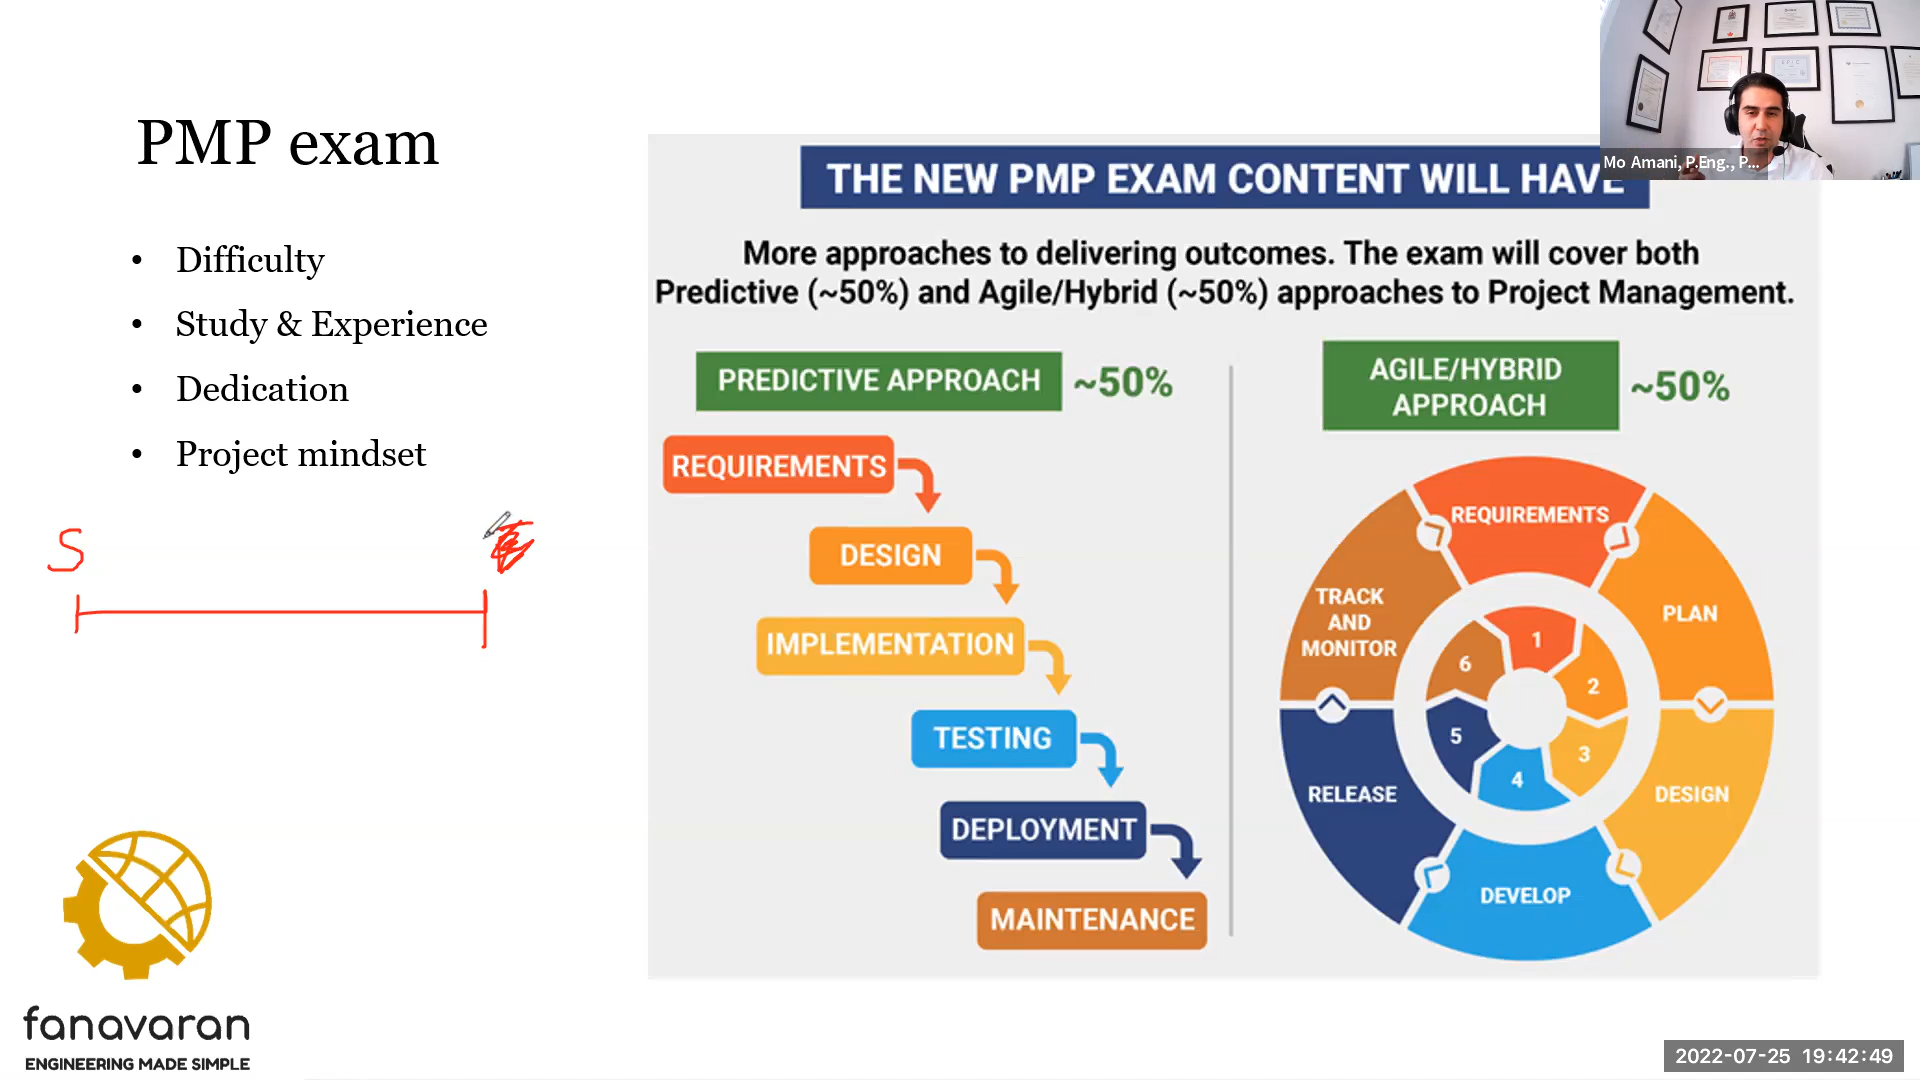 PMP exam
• Difficulty
• Study & Experience
• Dedication
• Project mindset
S
fanavaran
ENGINEERING MADE SIMPLE
THE NEW PMP EXAM CONTENT WILL HAVE
More approaches to delivering outcomes. The exam will cover both
Predictive (~50%) and Agile/Hybrid (~50%) approaches to Project Management.
PREDICTIVE APPROACH ~50%
REQUIREMENTS
DESIGN
IMPLEMENTATION
TESTING
DEPLOYMENT
MAINTENANCE
AGILE/HYBRID
APPROACH
~50%
REQUIREMENTS
PLAN
DESIGN
DEVELOP
RELEASE
TRACK
AND
MONITOR
1
2
3
4
5
6
Mo Amani, P.Eng., P...
2022-07-25 19:42:49